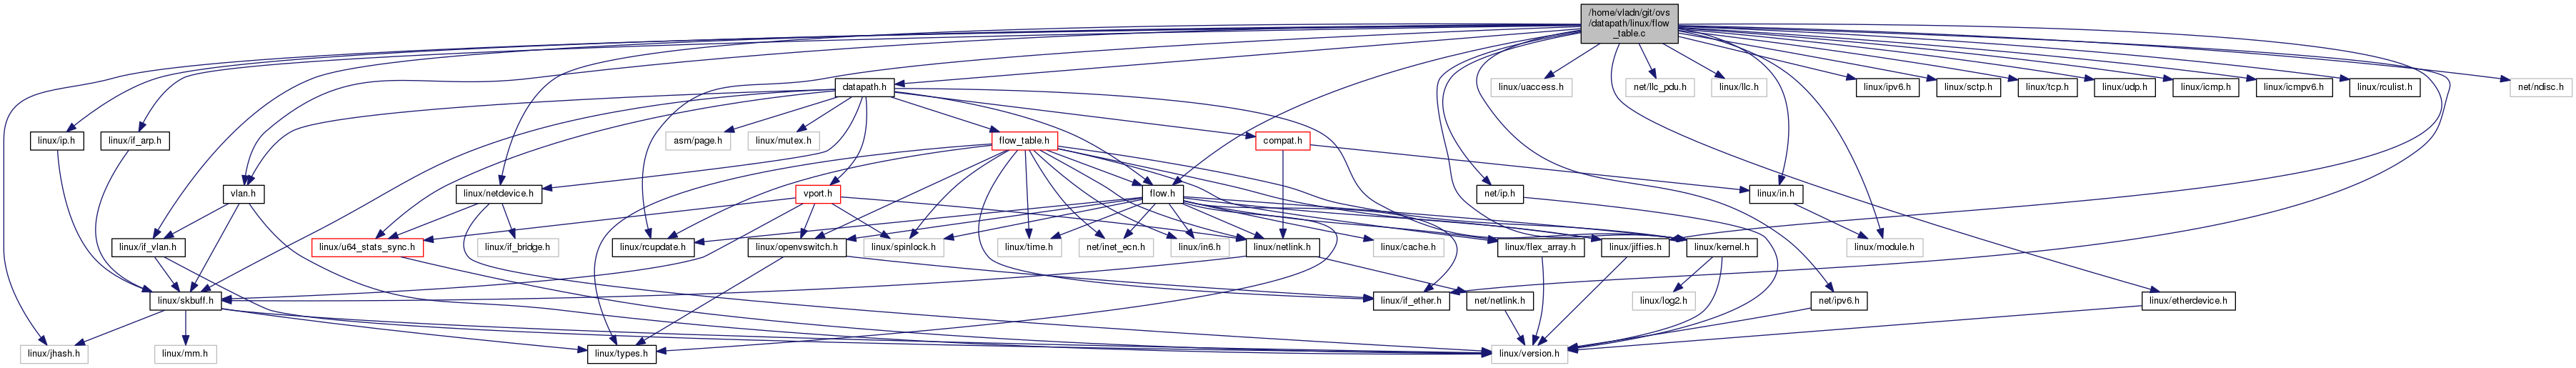 /home/vladn/git/ovs
/datapath/linux/flow
_table.c
linux/uaccess.h
net/llc_pdu.h
linux/llc.h
linux/ipv6.h
linux/sctp.h
linux/tcp.h
linux/udp.h
linux/icmp.h
linux/icmpv6.h
linux/rculist.h
net/ndisc.h
datapath.h
linux/ip.h
linux/if_arp.h
asm/page.h
linux/mutex.h
flow_table.h
compat.h
vlan.h
linux/netdevice.h
vport.h
flow.h
net/ip.h
linux/in.h
linux/if_vlan.h
linux/u64_stats_sync.h
linux/if_bridge.h
linux/rcupdate.h
linux/openvswitch.h
linux/spinlock.h
linux/time.h
net/inet_ecn.h
linux/in6.h
linux/netlink.h
linux/cache.h
linux/flex_array.h
linux/jiffies.h
linux/kernel.h
linux/module.h
linux/skbuff.h
linux/if_ether.h
net/netlink.h
linux/log2.h
net/ipv6.h
linux/etherdevice.h
linux/jhash.h
linux/mm.h
linux/types.h
linux/version.h